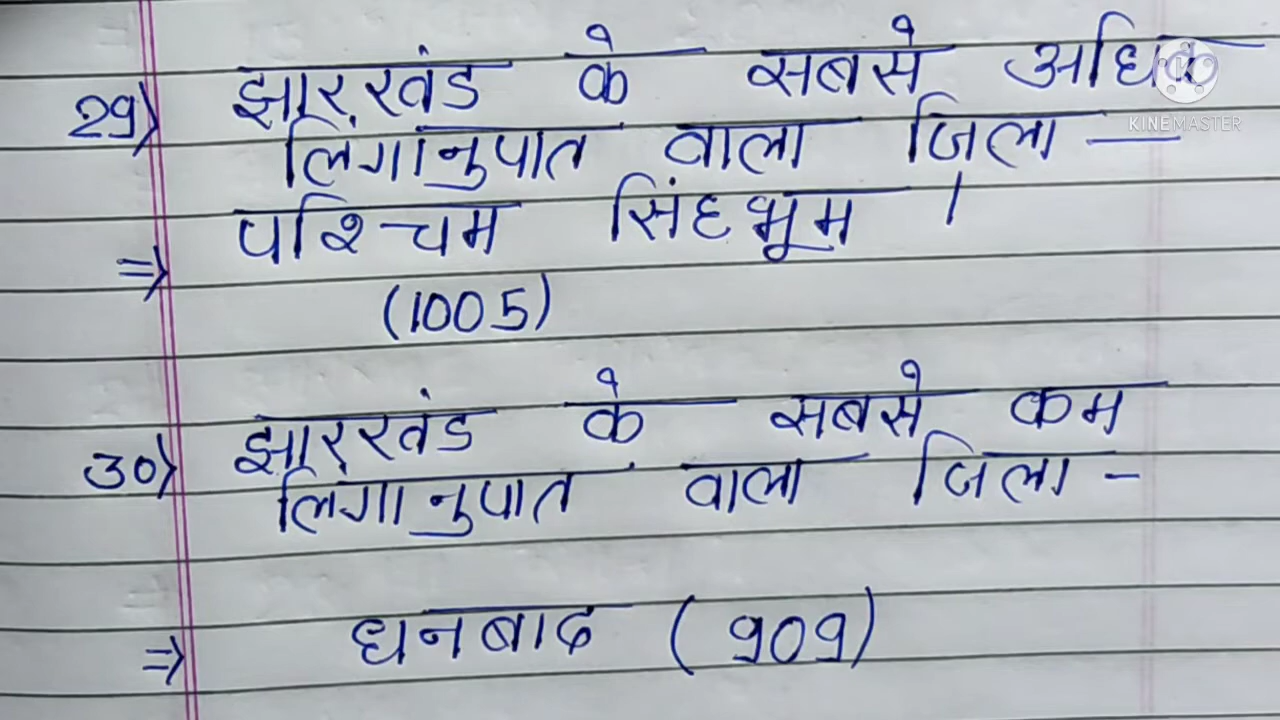 29) झारखंड के सबसे अधिक
लिंगानुपात वाला जिला —
⇒ पश्चिम सिंहभूम ।
(1005)
30) झारखंड के सबसे कम
लिंगानुपात वाला जिला -
⇒ धनबाद (909)
KINEMASTER